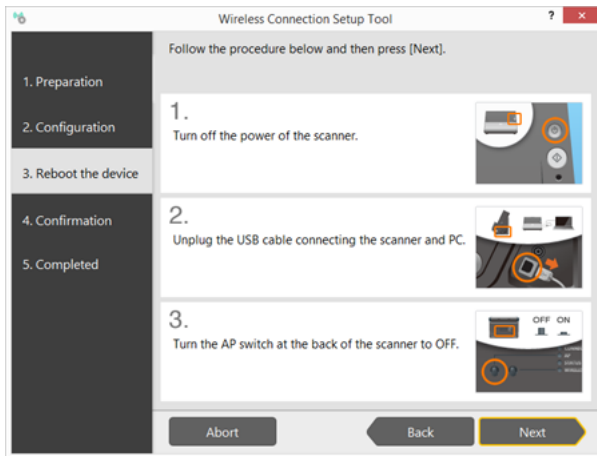 Wireless Connection Setup Tool
?
Follow the procedure below and then press [Next].
1. Preparation
2. Configuration
3. Reboot the device
4. Confirmation
5. Completed
1.
Turn off the power of the scanner.
2.
Unplug the USB cable connecting the scanner and PC.
3.
Turn the AP switch at the back of the scanner to OFF.
OFF ON
AP
Abort
Back
Next